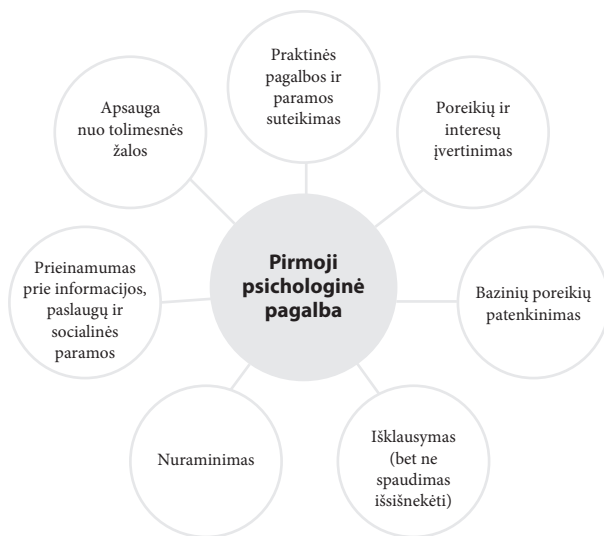 Praktinės
pagalbos ir
paramos
suteikimas
Poreikių ir
interesų
įvertinimas
Bazinių poreikių
patenkinimas
Išklausymas
(bet ne
spaudimas
išsišnekėti)
Nuraminimas
Prieinamumas
prie informacijos,
paslaugų ir
socialinės
paramos
Apsauga
nuo tolimesnės
žalos
Pirmoji
psichologinė
pagalba